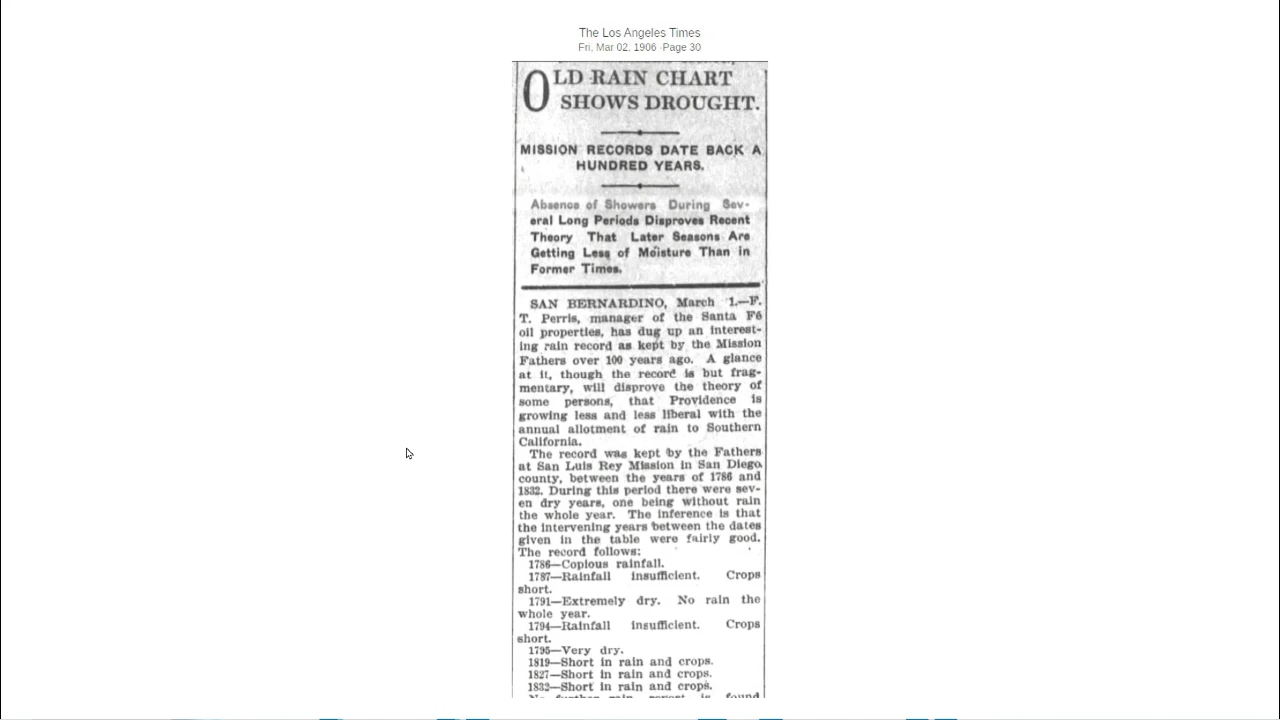 The Los Angeles Times
Fri, Mar 02, 1906 · Page 30
OLD RAIN CHART
SHOWS DROUGHT.
MISSION RECORDS DATE BACK A
HUNDRED YEARS.
Absence of Showers During Sev-
eral Long Periods Disproves Recent
Theory That Later Seasons Are
Getting Less of Moisture Than in
Former Times.
SAN BERNARDINO, March 1.—F.
T. Perris, manager of the Santa Fé
oil properties, has dug up an interest-
ing rain record as kept by the Mission
Fathers over 100 years ago. A glance
at it, though the record is but frag-
mentary, will disprove the theory of
some persons, that Providence is
growing less and less liberal with the
annual allotment of rain to Southern
California.
The record was kept by the Fathers
at San Luis Rey Mission in San Diego
county, between the years of 1786 and
1832. During this period there were sev-
en dry years, one being without rain
the whole year. The inference is that
the intervening years between the dates
given in the table were fairly good.
The record follows:
1786—Copious rainfall.
1787—Rainfall insufficient. Crops
short.
1791—Extremely dry. No rain the
whole year.
1794—Rainfall insufficient. Crops
short.
1795—Very dry.
1819—Short in rain and crops.
1827—Short in rain and crops.
1832—Short in rain and crops.
No further rain report is found